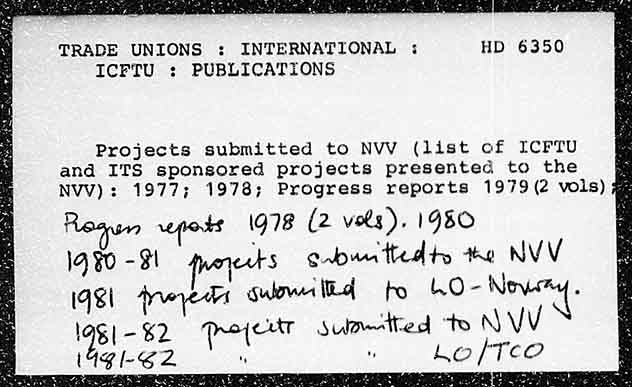 TRADE UNIONS : INTERNATIONAL : HD 6350
ICFTU : PUBLICATIONS
Projects submitted to NVV (list of ICFTU
and ITS sponsored projects presented to the
NVV): 1977; 1978; Progress reports 1979 (2 vols);
Progress reports 1978 (2 vols). 1980
1980-81 projects submitted to the NVV
1981 projects submitted to LO-Norway.
1981-82 projects submitted to NVV
1981-82 " " LO/TCO